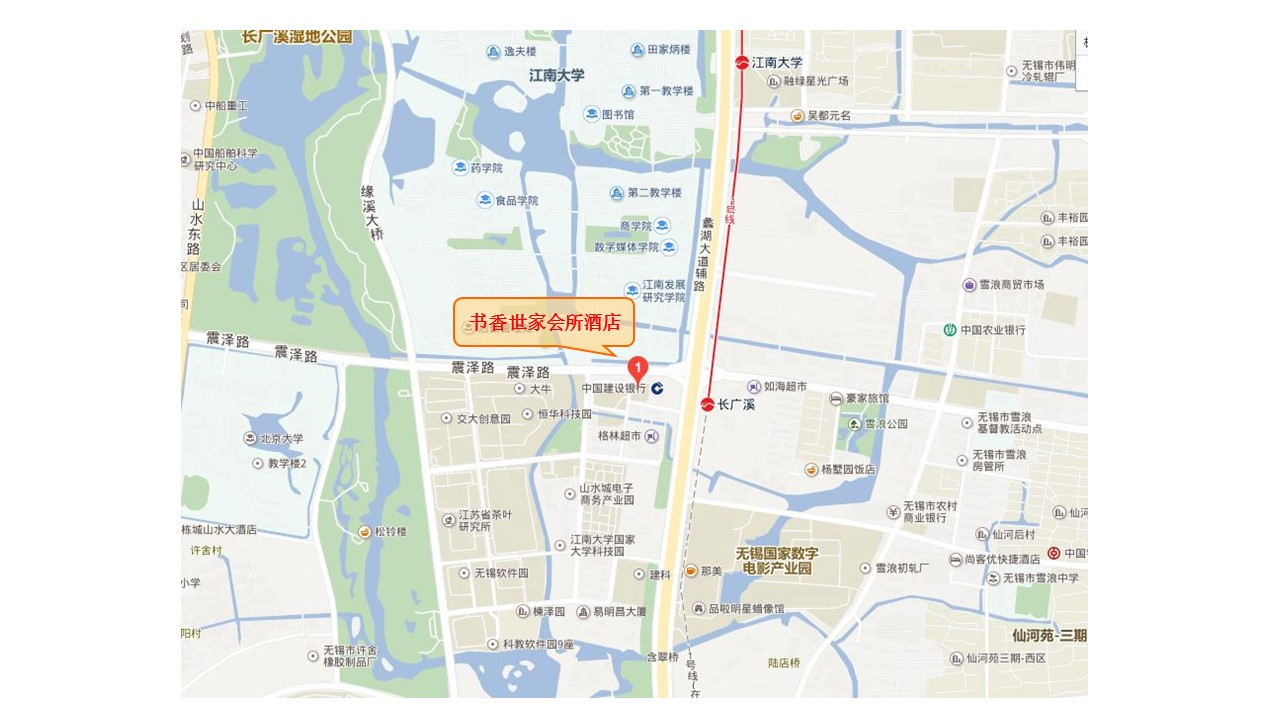 长广溪湿地公园
逸夫楼
田家炳楼
江南大学
江南大学
无锡市伟明
冷轧辊厂
融绿星光广场
第一教学楼
中船重工
图书馆
吴都元名
中国船舶科学
研究中心
药学院
食品学院
第二教学楼
缘溪大桥
山水东路
商学院
数字媒体学院
蠡湖大道辅路
1号线
丰裕园
丰裕园
区居委会
江南发展
研究学院
雪浪商贸市场
司
书香世家会所酒店
中国农业银行
震泽路
震泽路
震泽路
震泽路
1
大牛
中国建设银行
如海超市
豪家旅馆
长广溪
交大创意园
恒华科技园
格林超市
雪浪公园
无锡市雪浪
基督教活动点
北京大学
教学楼2
无锡市雪浪
房管所
杨墅园饭店
山水城电子
商务产业园
无锡市农村
商业银行
仙河
江苏省茶叶
研究所
栋城山水大酒店
松铃楼
仙河后村
许舍村
江南大学国家
大学科技园
无锡国家数字
电影产业园
尚客优快捷酒店
中国
无锡软件园
建科
那美
雪浪初轧厂
无锡市雪浪中学
小学
楝泽园
易明昌大厦
品啦明星蜡像馆
阳村
仙河苑-三期
科教软件园9座
无锡市许舍
橡胶制品厂
含翠桥
陆店桥
仙河苑三期-西区
1号线(在